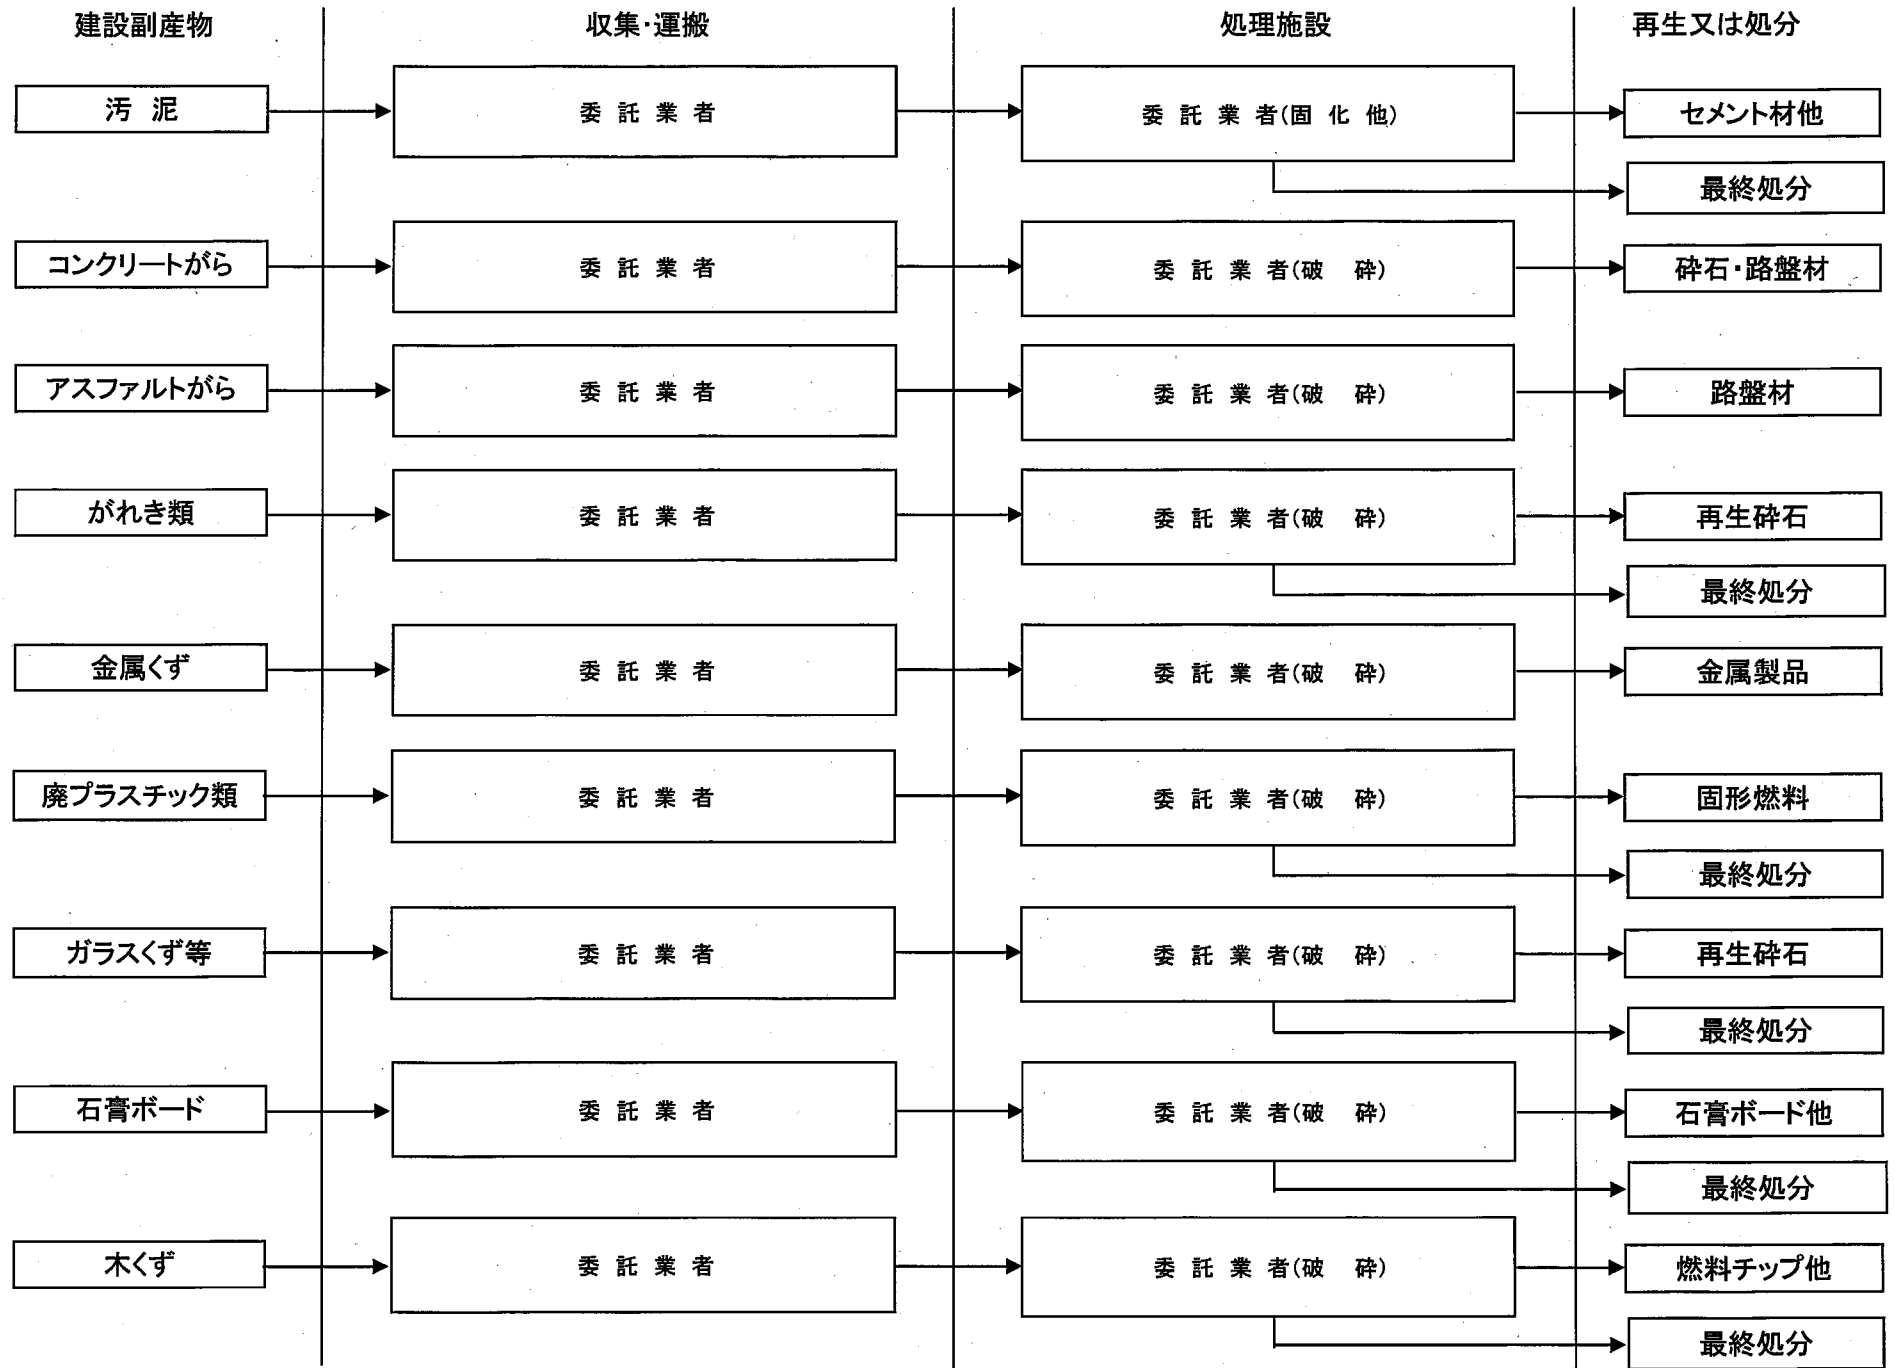 建設副産物 収集・運搬 処理施設 再生又は処分
汚 泥 委 託 業 者 委 託 業 者(固 化 他) セメント材他
最終処分
コンクリートがら 委 託 業 者 委 託 業 者(破 砕) 砕石・路盤材
アスファルトがら 委 託 業 者 委 託 業 者(破 砕) 路盤材
がれき類 委 託 業 者 委 託 業 者(破 砕) 再生砕石
最終処分
金属くず 委 託 業 者 委 託 業 者(破 砕) 金属製品
廃プラスチック類 委 託 業 者 委 託 業 者(破 砕) 固形燃料
最終処分
ガラスくず等 委 託 業 者 委 託 業 者(破 砕) 再生砕石
最終処分
石膏ボード 委 託 業 者 委 託 業 者(破 砕) 石膏ボード他
最終処分
木くず 委 託 業 者 委 託 業 者(破 砕) 燃料チップ他
最終処分